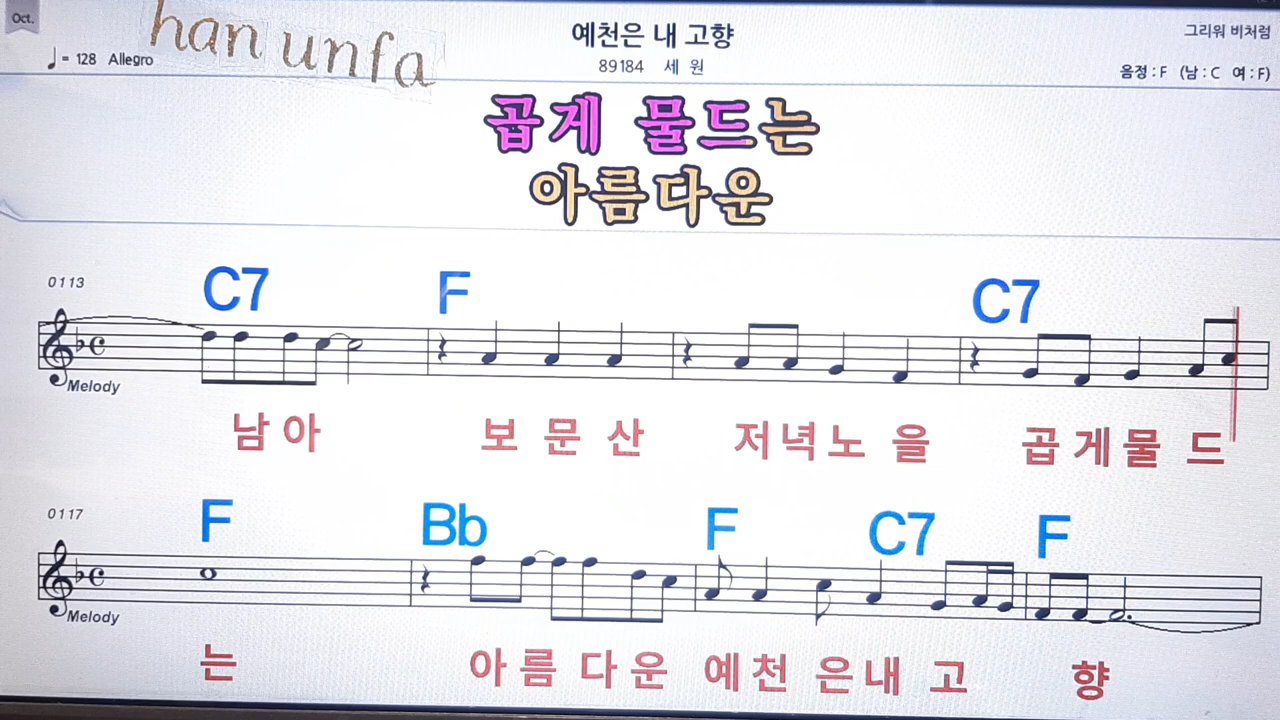 Oct.
han unfa
예천은 내 고향
그리워 비처럼
♩= 128 Allegro
89184 세 원
음정 : F (남 : C 여 : F)
곱게 물드는
아름다운
0113
C7 F C7
Melody
남 아 보 문 산 저 녁 노 을 곱 게 물 드
0117
F Bb F C7 F
Melody
는 아 름 다 운 예 천 은 내 고 향